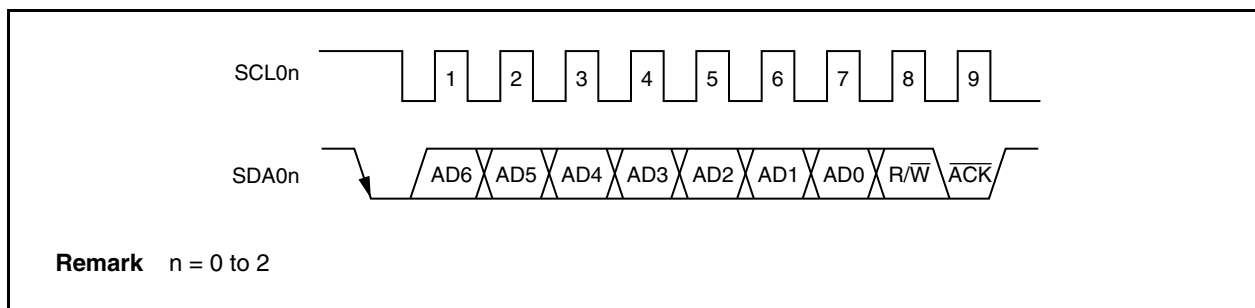 SCL0n 1 2 3 4 5 6 7 8 9
SDA0n AD6 AD5 AD4 AD3 AD2 AD1 AD0 R/W̅ A̅C̅K̅
Remark n = 0 to 2